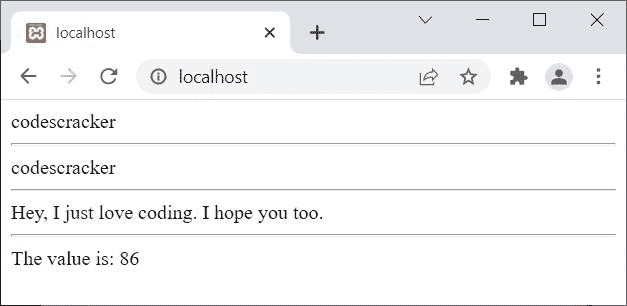 localhost
localhost
codescracker
codescracker
Hey, I just love coding. I hope you too.
The value is: 86